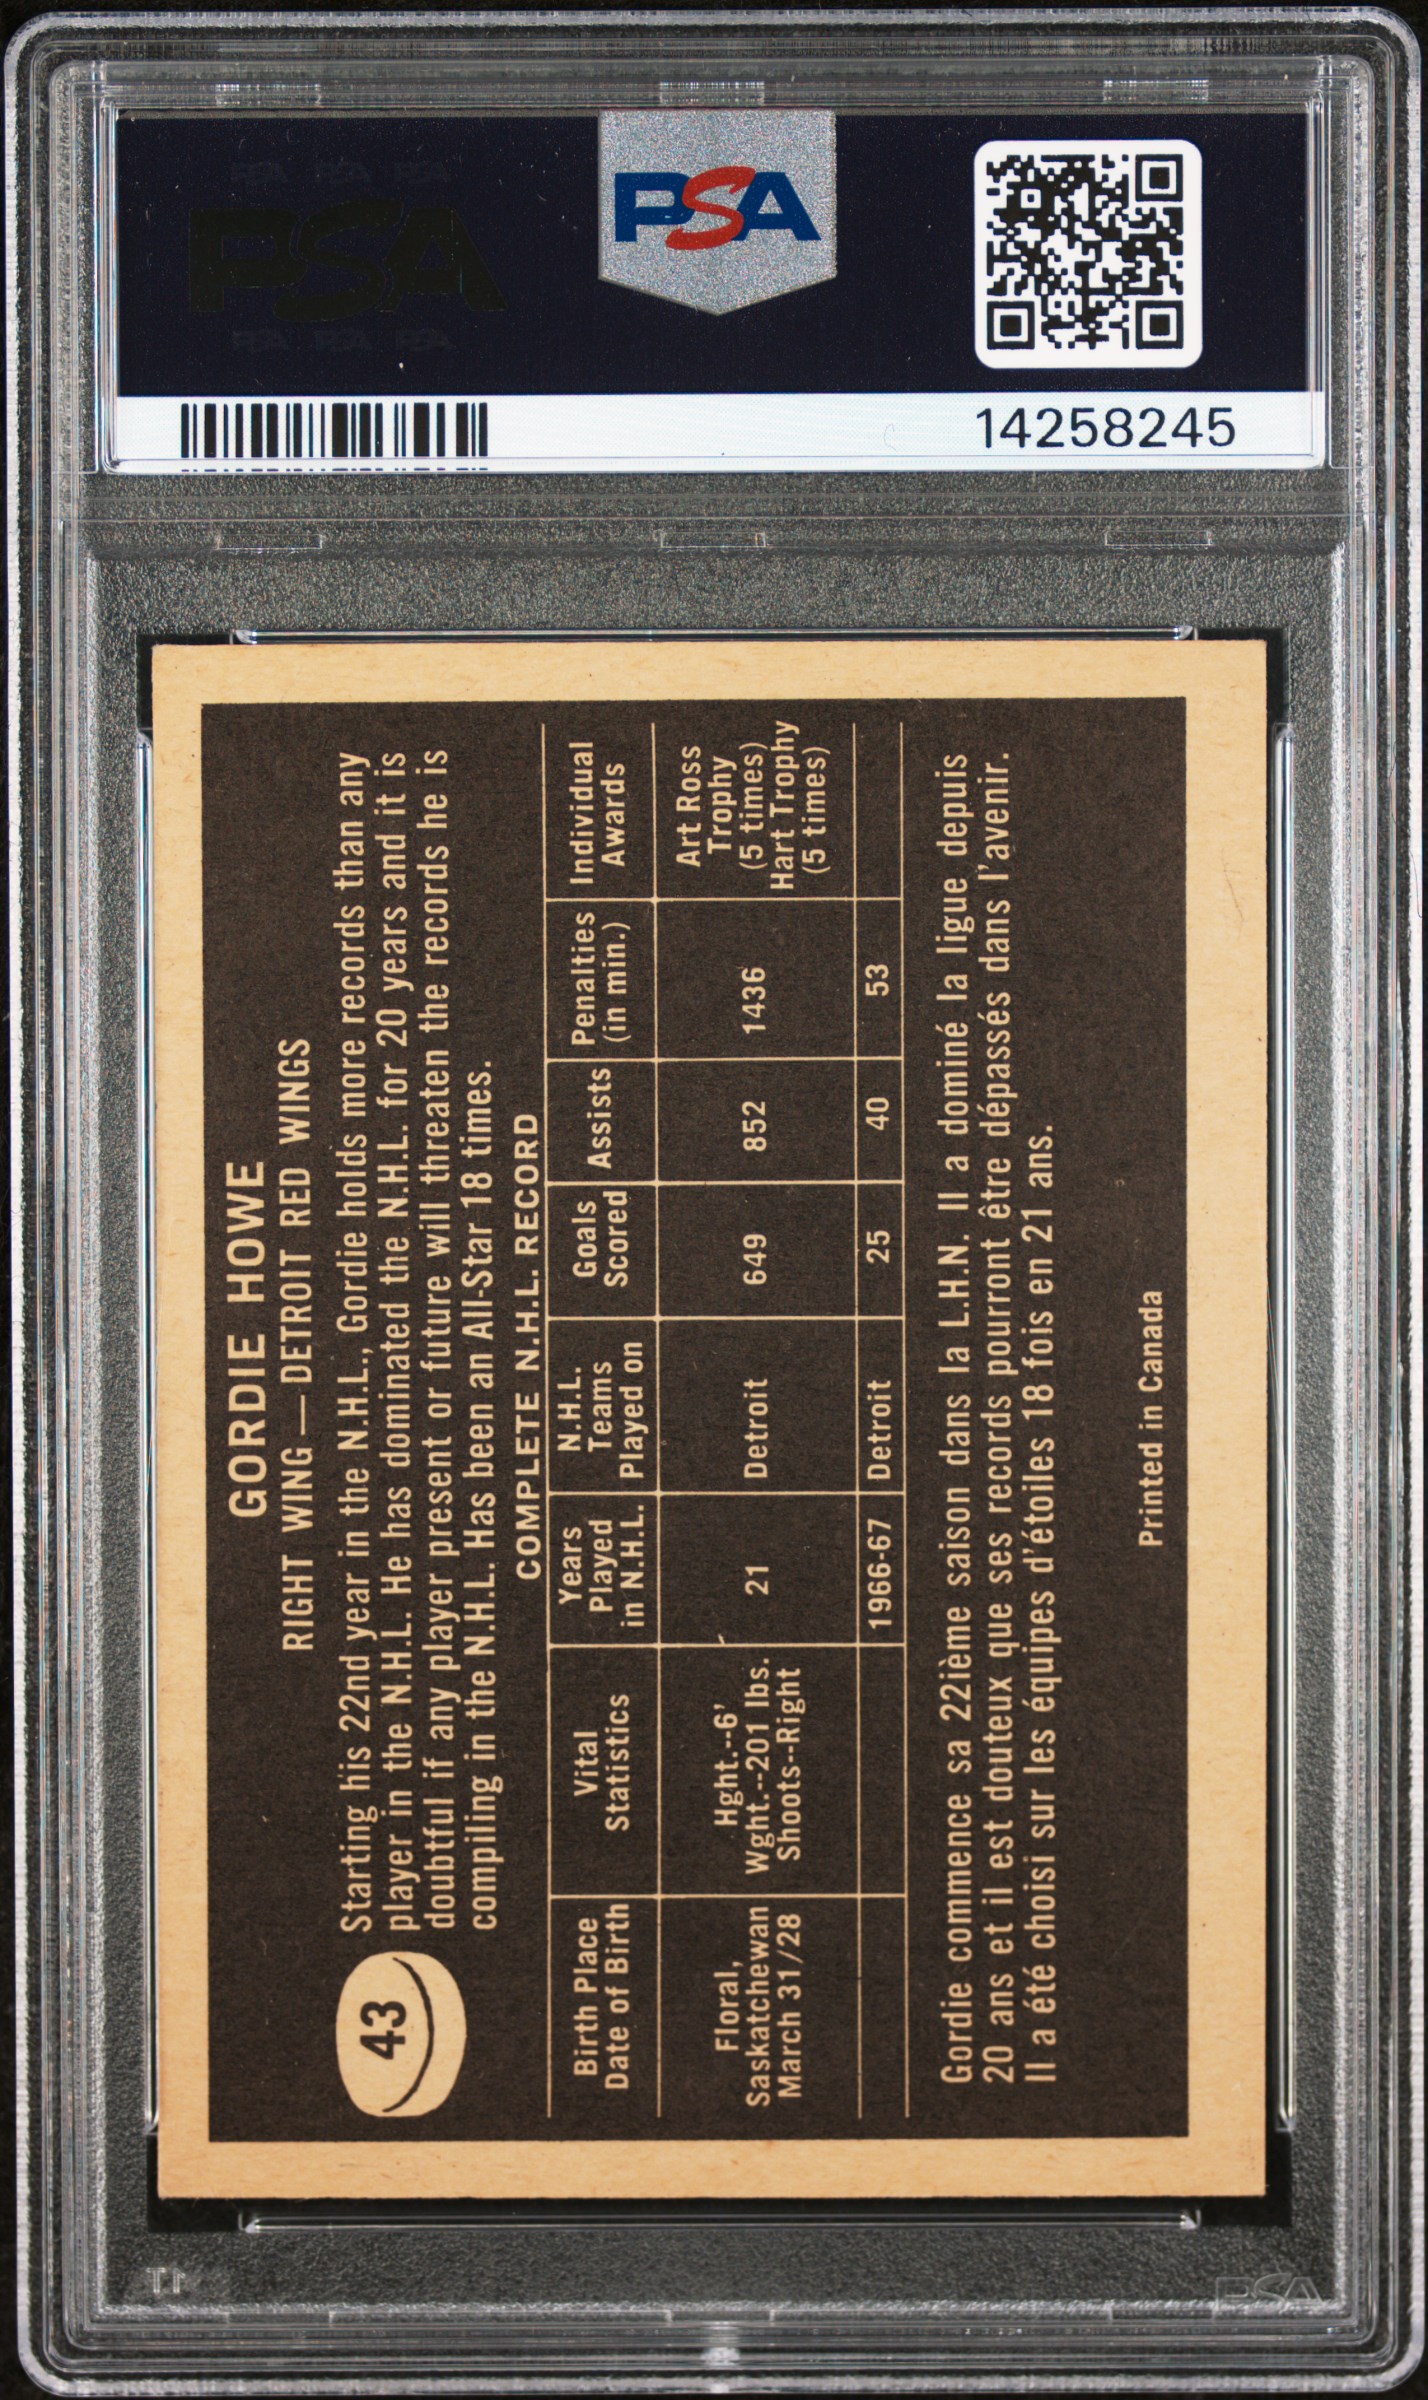 PSA
PSA PSA PSA
PSA
PSA PSA PSA
14258245
GORDIE HOWE
RIGHT WING — DETROIT RED WINGS
43
Starting his 22nd year in the N.H.L., Gordie holds more records than any
player in the N.H.L. He has dominated the N.H.L. for 20 years and it is
doubtful if any player present or future will threaten the records he is
compiling in the N.H.L. Has been an All-Star 18 times.
COMPLETE N.H.L. RECORD
Birth Place Date of Birth | Vital Statistics | Years Played in N.H.L. | N.H.L. Teams Played on | Goals Scored | Assists | Penalties (in min.) | Individual Awards
Floral, Saskatchewan March 31/28 | Hght.--6' Wght.--201 lbs. Shoots--Right | 21 | Detroit | 649 | 852 | 1436 | Art Ross Trophy (5 times) Hart Trophy (5 times)
1966-67 | Detroit | 25 | 40 | 53
Gordie commence sa 22ième saison dans la L.H.N. Il a dominé la ligue depuis
20 ans et il est douteux que ses records pourront être dépassés dans l'avenir.
Il a été choisi sur les équipes d'étoiles 18 fois en 21 ans.
Printed in Canada
PSA